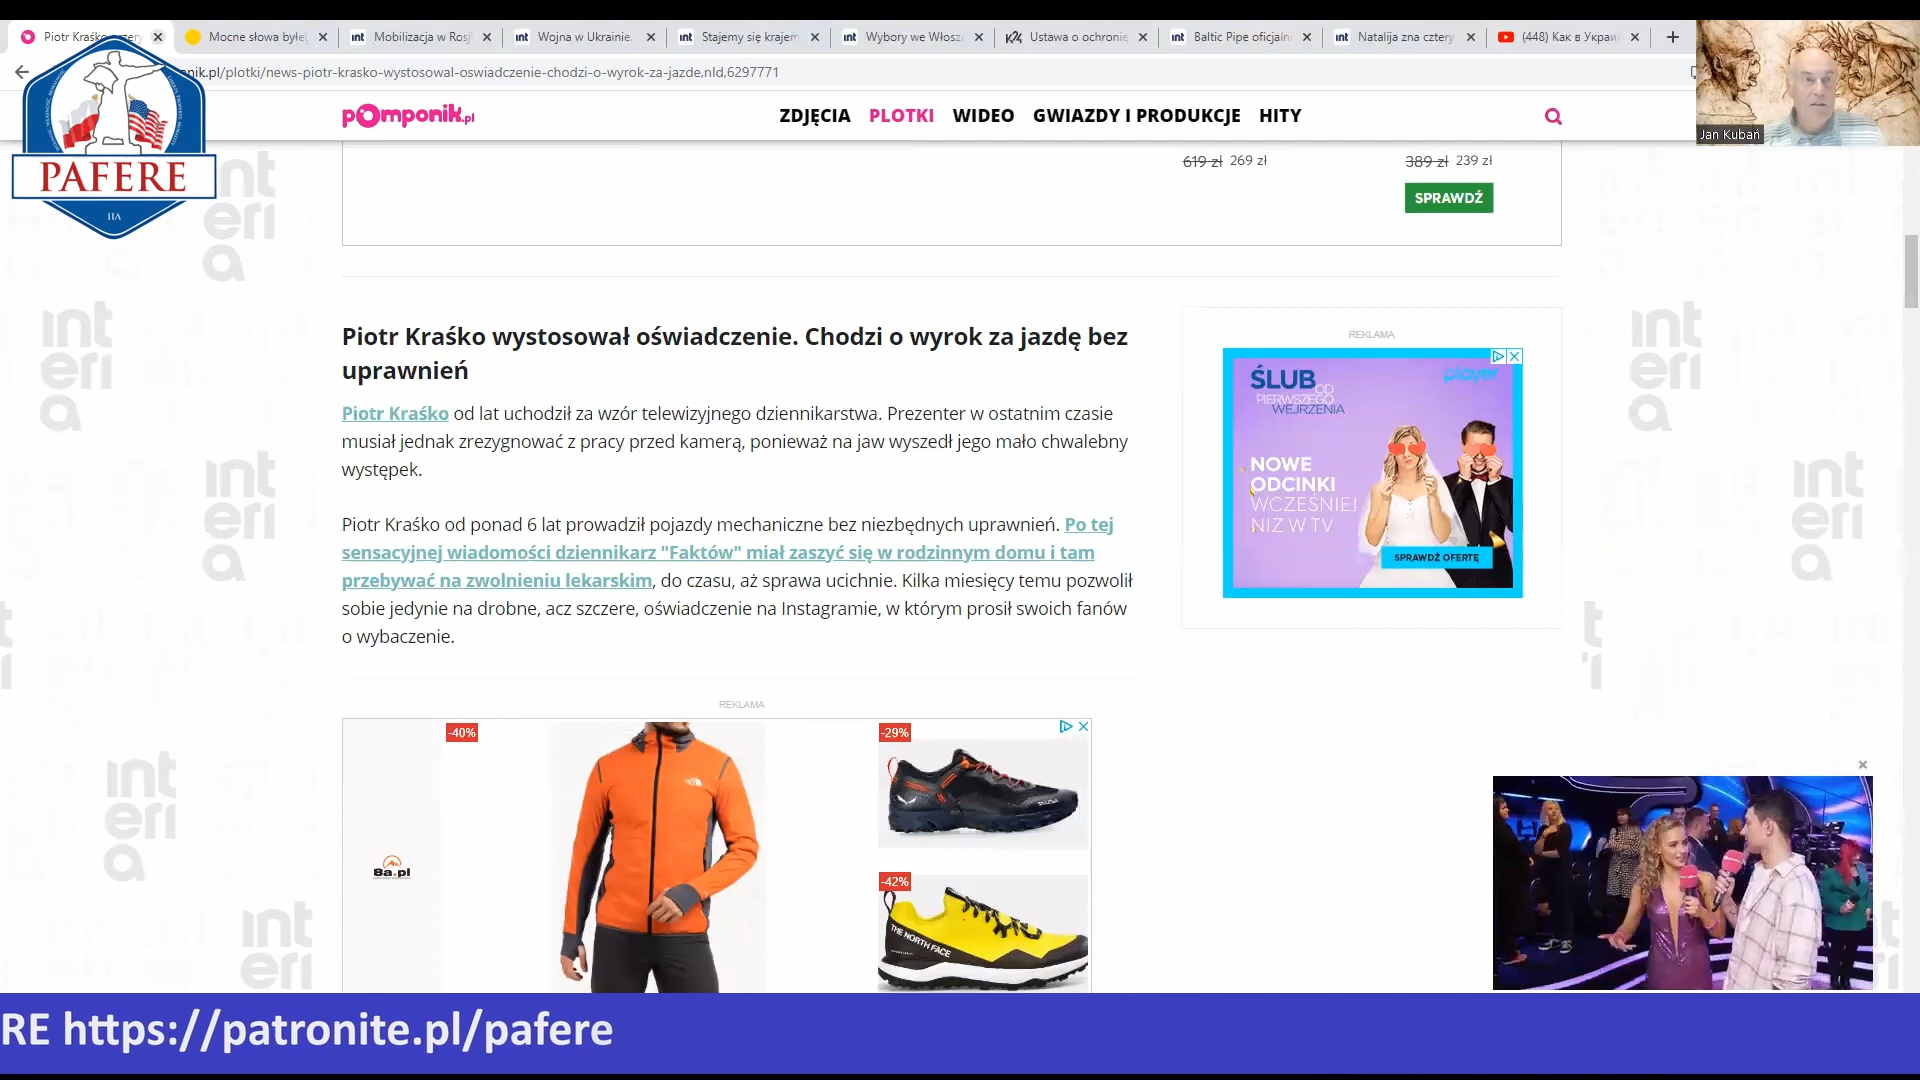 Piotr Kraśko przery
Mocne słowa byłe
Mobilizacja w Rosj
Wojna w Ukrainie.
Stajemy się krajem
Wybory we Włosz
Ustawa o ochronie
Baltic Pipe oficjaln
Natalija zna cztery
(448) Как в Украи
nik.pl/plotki/news-piotr-krasko-wystosowal-oswiadczenie-chodzi-o-wyrok-za-jazde,nId,6297771
pomponik.pl
ZDJĘCIA PLOTKI WIDEO GWIAZDY I PRODUKCJE HITY
Jan Kubań
PAFERE
619 zł 269 zł
389 zł 239 zł
SPRAWDŹ
Piotr Kraśko wystosował oświadczenie. Chodzi o wyrok za jazdę bez
uprawnień
Piotr Kraśko od lat uchodził za wzór telewizyjnego dziennikarstwa. Prezenter w ostatnim czasie
musiał jednak zrezygnować z pracy przed kamerą, ponieważ na jaw wyszedł jego mało chwalebny
występek.
Piotr Kraśko od ponad 6 lat prowadził pojazdy mechaniczne bez niezbędnych uprawnień. Po tej
sensacyjnej wiadomości dziennikarz "Faktów" miał zaszyć się w rodzinnym domu i tam
przebywać na zwolnieniu lekarskim, do czasu, aż sprawa ucichnie. Kilka miesięcy temu pozwolił
sobie jedynie na drobne, acz szczere, oświadczenie na Instagramie, w którym prosił swoich fanów
o wybaczenie.
REKLAMA
ŚLUB OD
PIERWSZEGO
WEJRZENIA
player
NOWE
ODCINKI
WCZEŚNIEJ
NIŻ W TV
SPRAWDŹ OFERTĘ
REKLAMA
-40%
-29%
-42%
8a.pl
THE NORTH FACE
RE https://patronite.pl/pafere